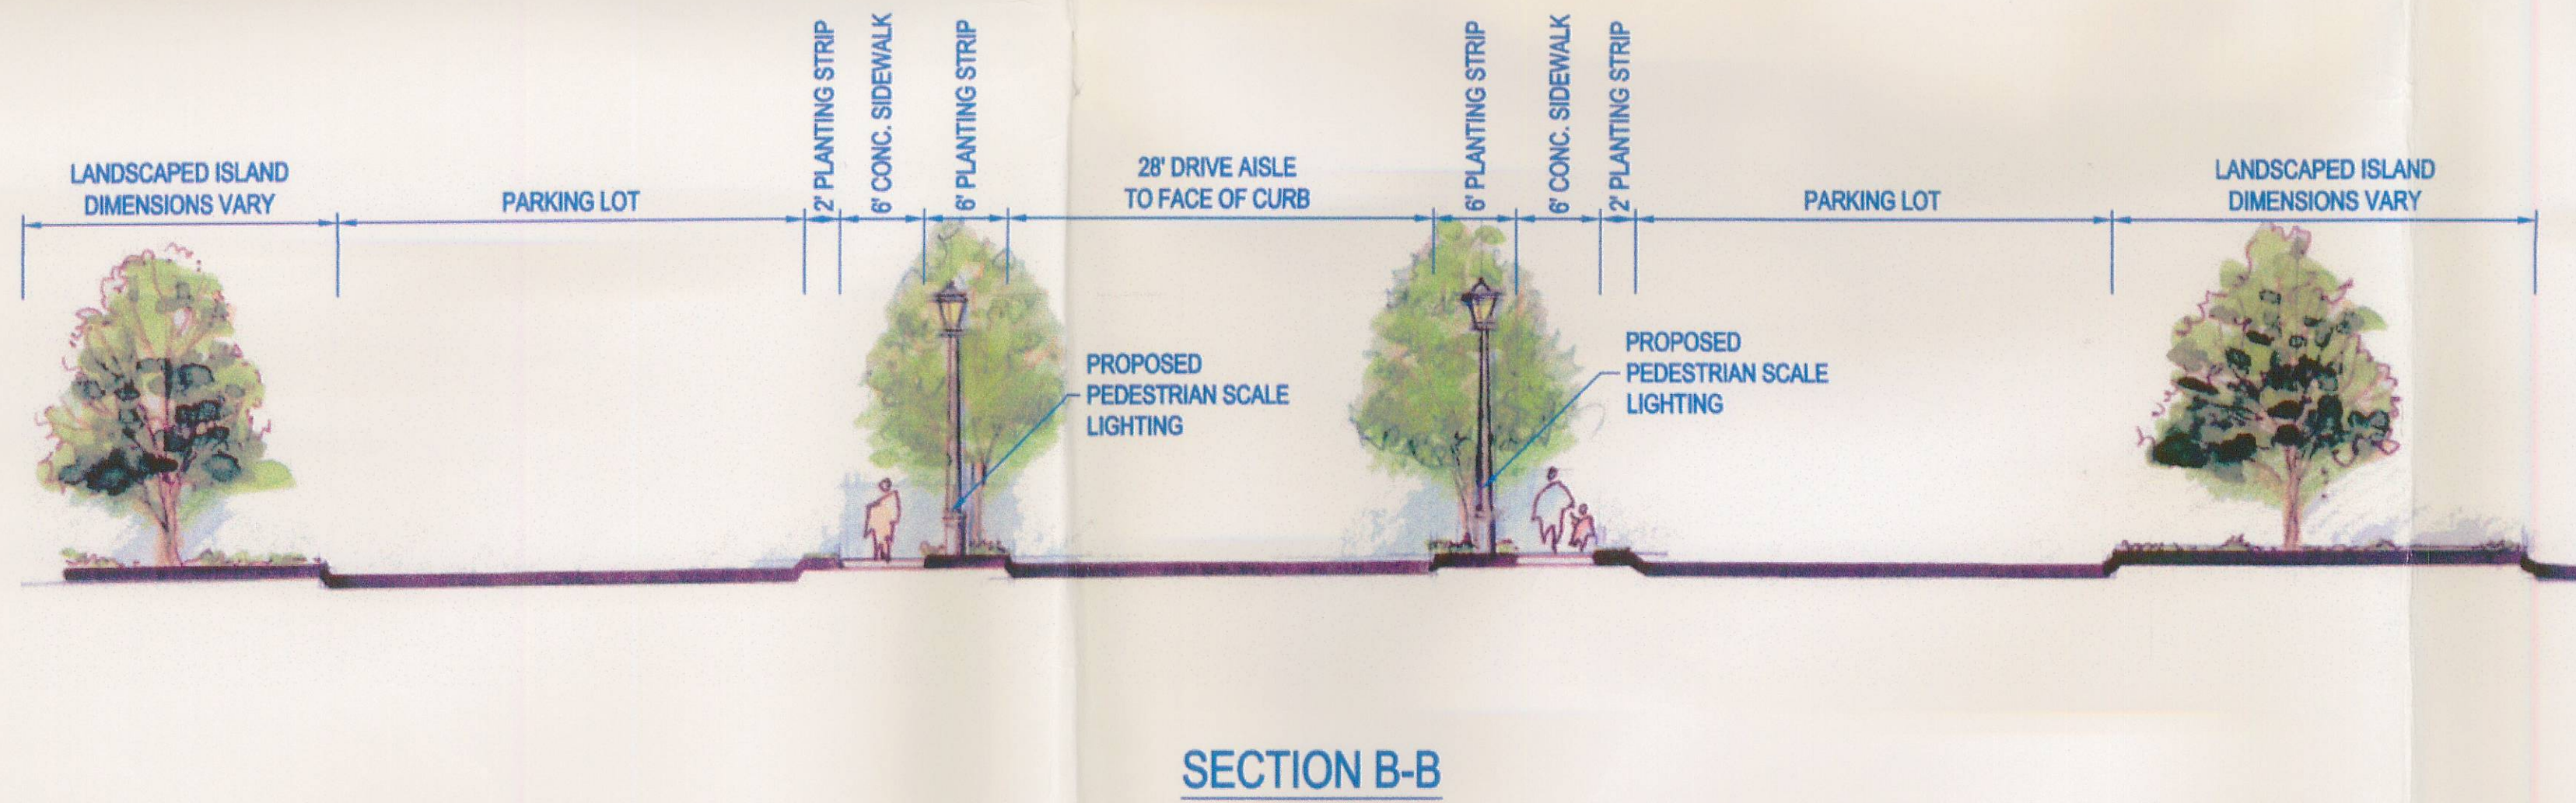 LANDSCAPED ISLAND
DIMENSIONS VARY
PARKING LOT
2' PLANTING STRIP
6' CONC. SIDEWALK
6' PLANTING STRIP
28' DRIVE AISLE
TO FACE OF CURB
6' PLANTING STRIP
6' CONC. SIDEWALK
2' PLANTING STRIP
PARKING LOT
LANDSCAPED ISLAND
DIMENSIONS VARY
PROPOSED
PEDESTRIAN SCALE
LIGHTING
PROPOSED
PEDESTRIAN SCALE
LIGHTING
SECTION B-B